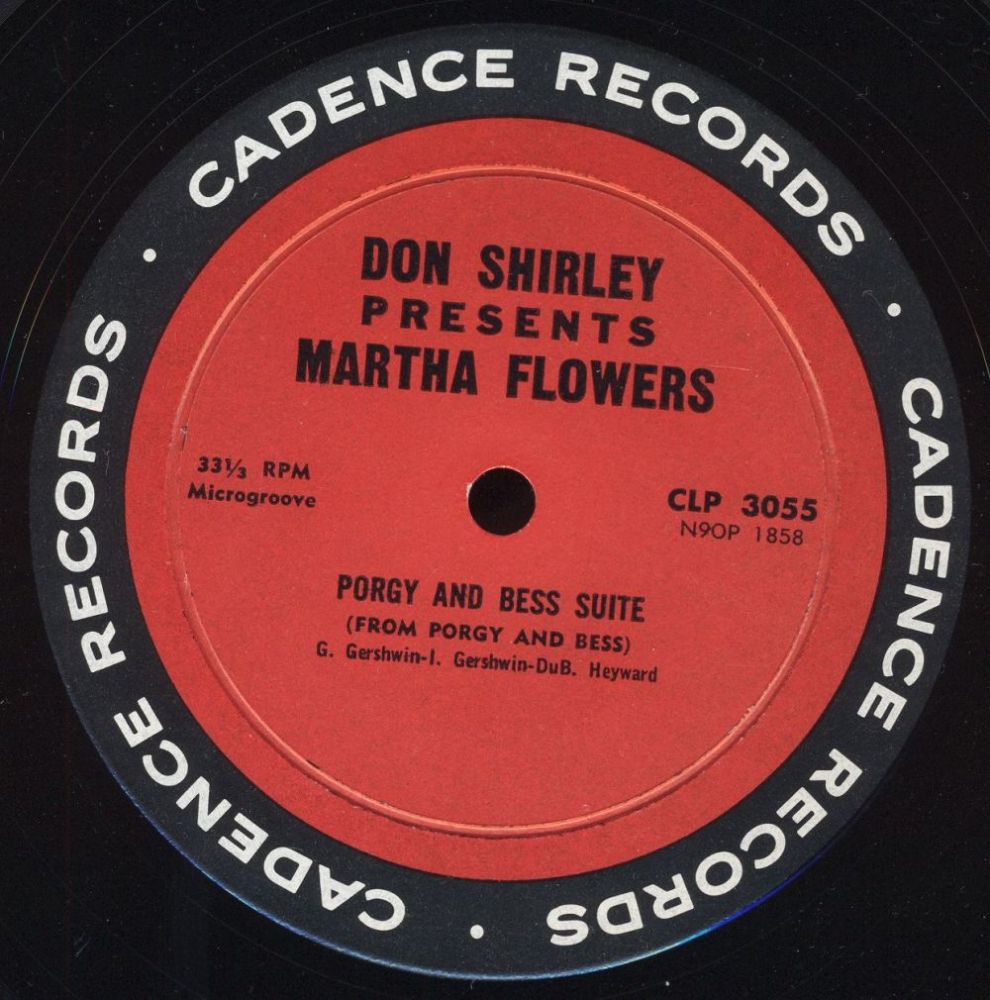 CADENCE RECORDS · CADENCE RECORDS · CADENCE RECORDS ·
DON SHIRLEY
PRESENTS
MARTHA FLOWERS
33⅓ RPM
Microgroove
CLP 3055
N9OP 1858
PORGY AND BESS SUITE
(FROM PORGY AND BESS)
G. Gershwin-I. Gershwin-DuB. Heyward